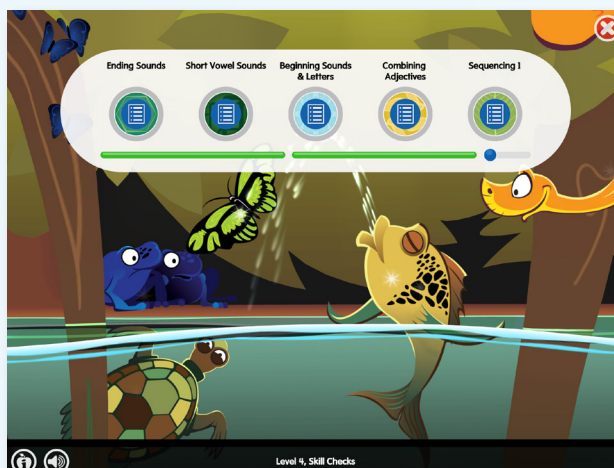 Ending Sounds
Short Vowel Sounds
Beginning Sounds
& Letters
Combining
Adjectives
Sequencing 1
Level 4, Skill Checks